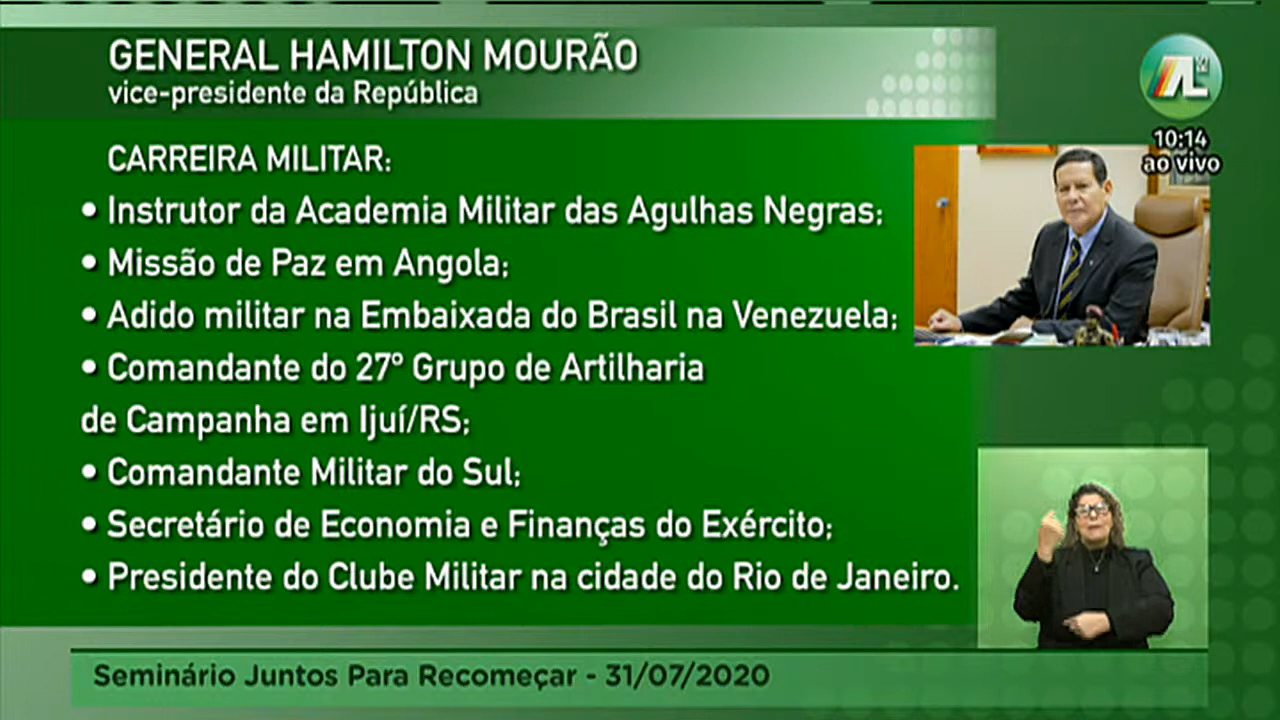 GENERAL HAMILTON MOURÃO
vice-presidente da República
AL
10:14
ao vivo
CARREIRA MILITAR:
• Instrutor da Academia Militar das Agulhas Negras;
• Missão de Paz em Angola;
• Adido militar na Embaixada do Brasil na Venezuela;
• Comandante do 27° Grupo de Artilharia
de Campanha em Ijuí/RS;
• Comandante Militar do Sul;
• Secretário de Economia e Finanças do Exército;
• Presidente do Clube Militar na cidade do Rio de Janeiro.
Seminário Juntos Para Recomeçar - 31/07/2020